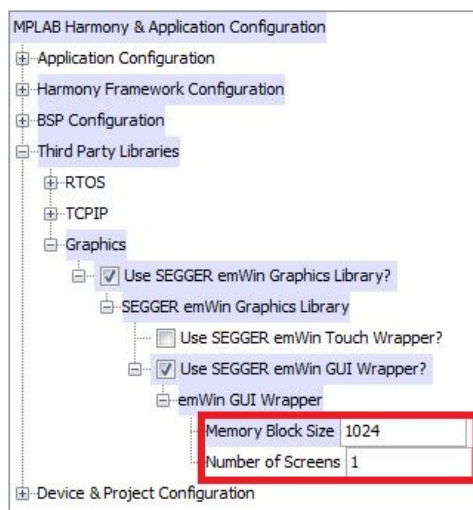 MPLAB Harmony & Application Configuration
Application Configuration
Harmony Framework Configuration
BSP Configuration
Third Party Libraries
RTOS
TCPIP
Graphics
Use SEGGER emWin Graphics Library?
SEGGER emWin Graphics Library
Use SEGGER emWin Touch Wrapper?
Use SEGGER emWin GUI Wrapper?
emWin GUI Wrapper
Memory Block Size 1024
Number of Screens 1
Device & Project Configuration